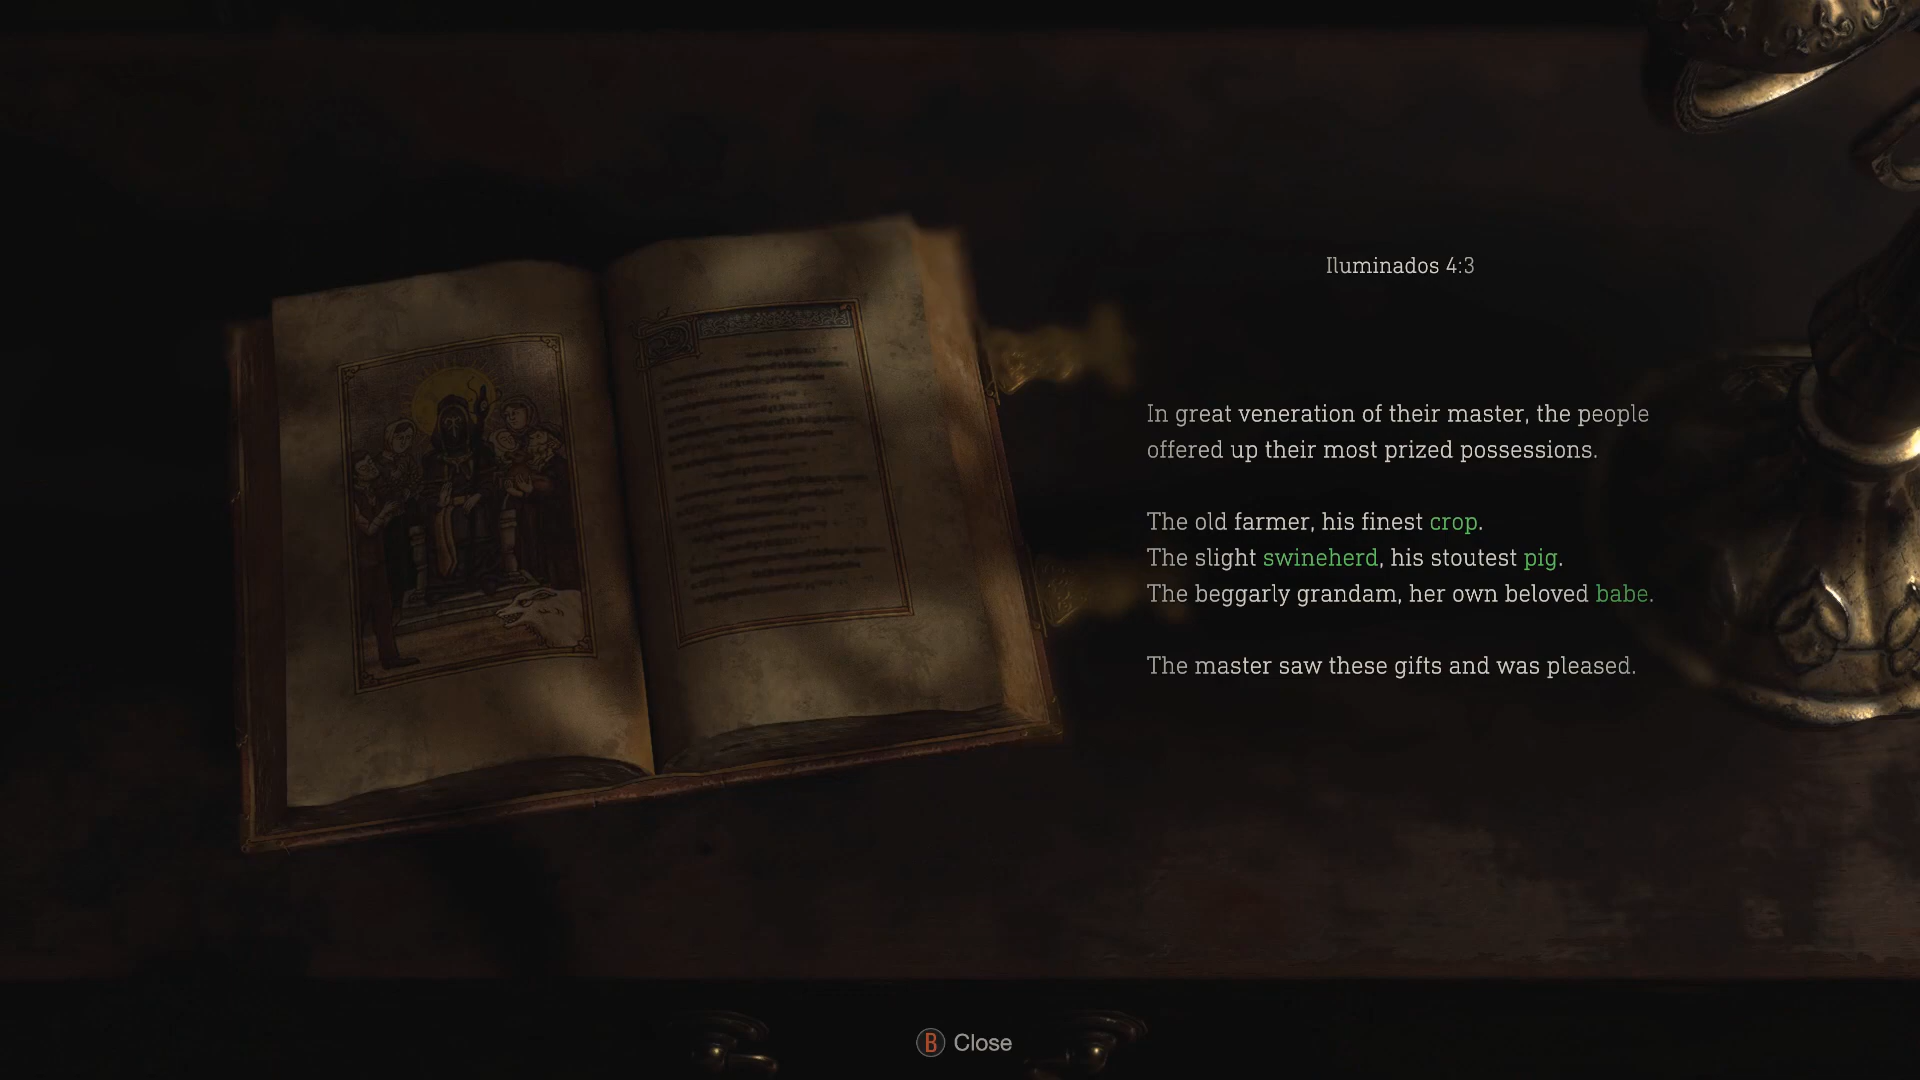 Iluminados 4:3
In great veneration of their master, the people
offered up their most prized possessions.
The old farmer, his finest crop.
The slight swineherd, his stoutest pig.
The beggarly grandam, her own beloved babe.
The master saw these gifts and was pleased.
B Close